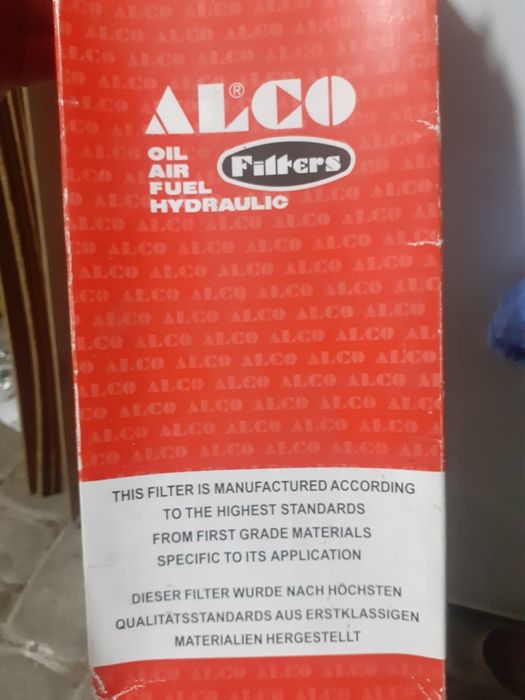 ALCO®
OIL
AIR
FUEL
HYDRAULIC
Filters
THIS FILTER IS MANUFACTURED ACCORDING
TO THE HIGHEST STANDARDS
FROM FIRST GRADE MATERIALS
SPECIFIC TO ITS APPLICATION
DIESER FILTER WURDE NACH HÖCHSTEN
QUALITÄTSSTANDARDS AUS ERSTKLASSIGEN
MATERIALIEN HERGESTELLT